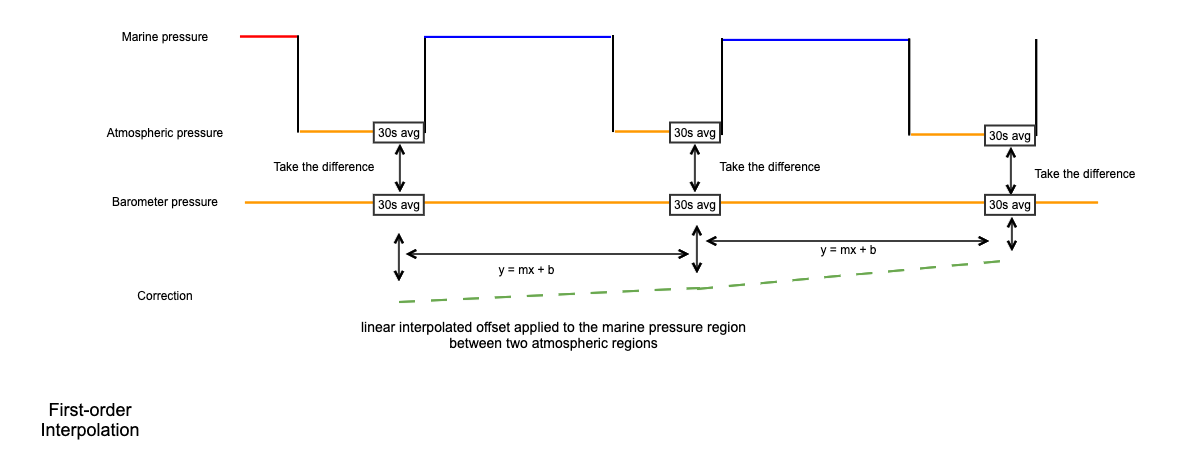 Marine pressure
Atmospheric pressure
30s avg
30s avg
30s avg
Take the difference
Take the difference
Take the difference
Barometer pressure
30s avg
30s avg
30s avg
y = mx + b
y = mx + b
Correction
linear interpolated offset applied to the marine pressure region
between two atmospheric regions
First-order
Interpolation